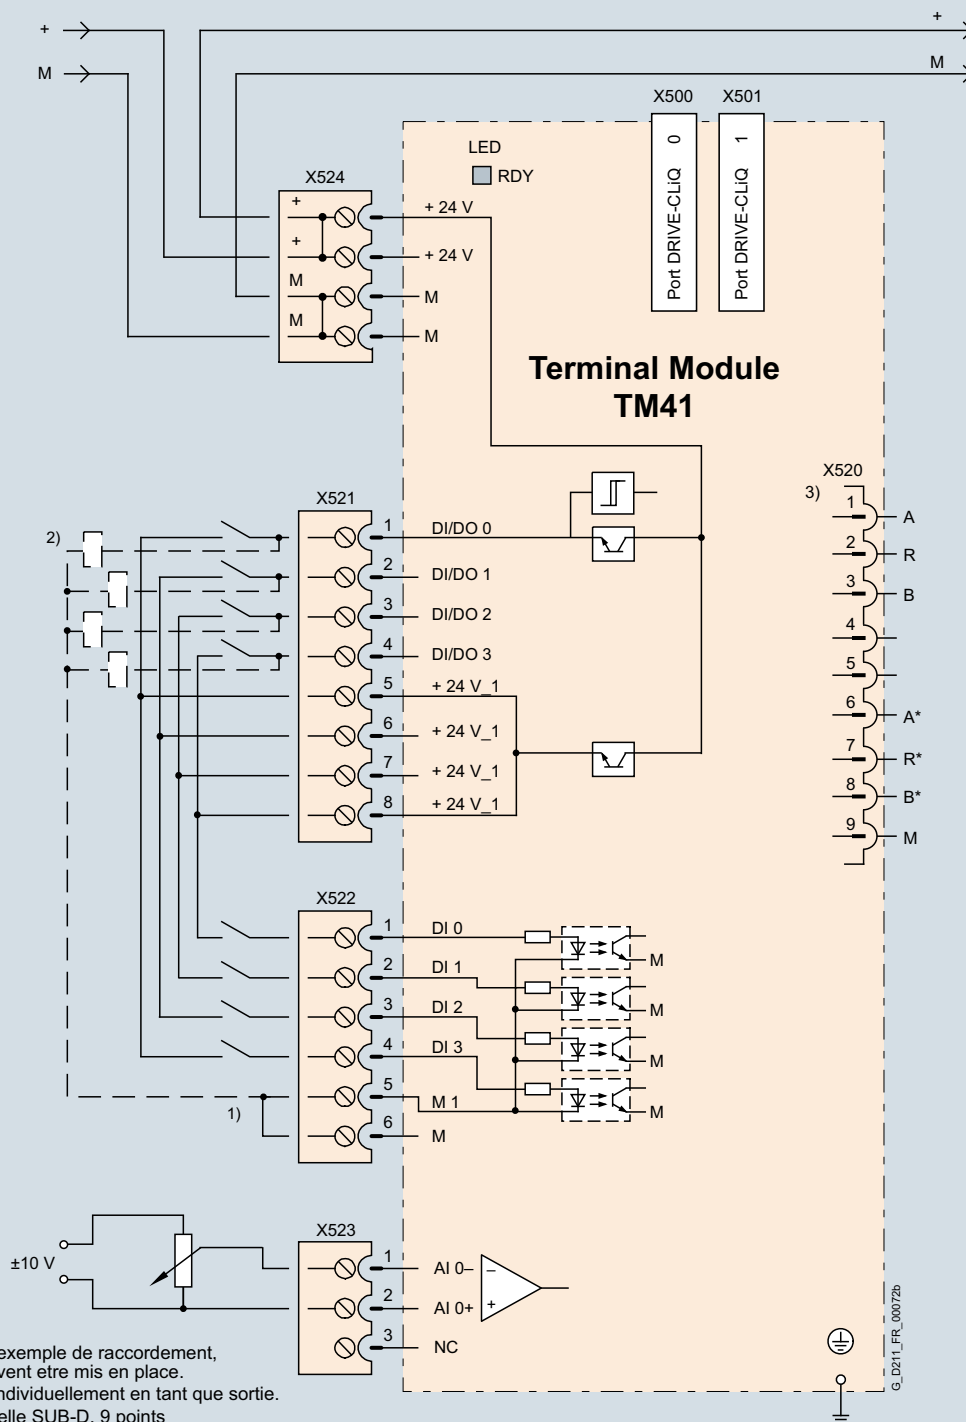 +
+
M
M
X500
X501
Port DRIVE-CLiQ 0
Port DRIVE-CLiQ 1
LED
RDY
X524
+
+ 24 V
+
+ 24 V
M
M
M
M
Terminal Module
TM41
X520
3)
1
A
2
R
3
B
4
5
6
A*
7
R*
8
B*
9
M
X521
2)
1
DI/DO 0
2
DI/DO 1
3
DI/DO 2
4
DI/DO 3
5
+ 24 V_1
6
+ 24 V_1
7
+ 24 V_1
8
+ 24 V_1
X522
1
DI 0
M
2
DI 1
M
3
DI 2
M
4
DI 3
M
5
M 1
1)
6
M
X523
±10 V
1
AI 0–
–
2
AI 0+
+
3
NC
G_D211_FR_00072b
exemple de raccordement,
vent etre mis en place.
ndividuellement en tant que sortie.
elle SUB-D, 9 points